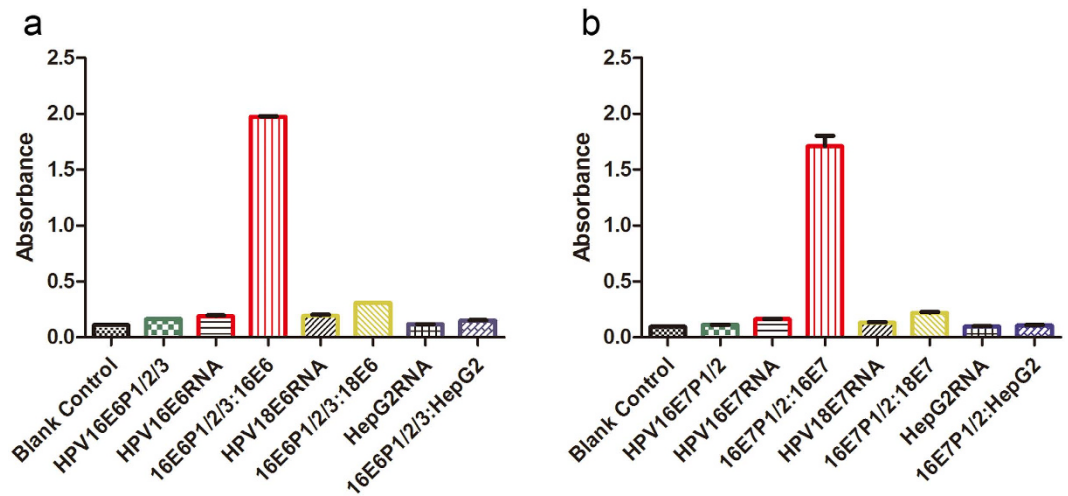 a
2.5
2.0
1.5
1.0
0.5
0.0
Absorbance
Blank Control
HPV16E6P1/2/3
HPV16E6RNA
16E6P1/2/3:16E6
HPV18E6RNA
16E6P1/2/3:18E6
HepG2RNA
16E6P1/2/3:HepG2
b
2.5
2.0
1.5
1.0
0.5
0.0
Absorbance
Blank Control
HPV16E7P1/2
HPV16E7RNA
16E7P1/2:16E7
HPV18E7RNA
16E7P1/2:18E7
HepG2RNA
16E7P1/2:HepG2